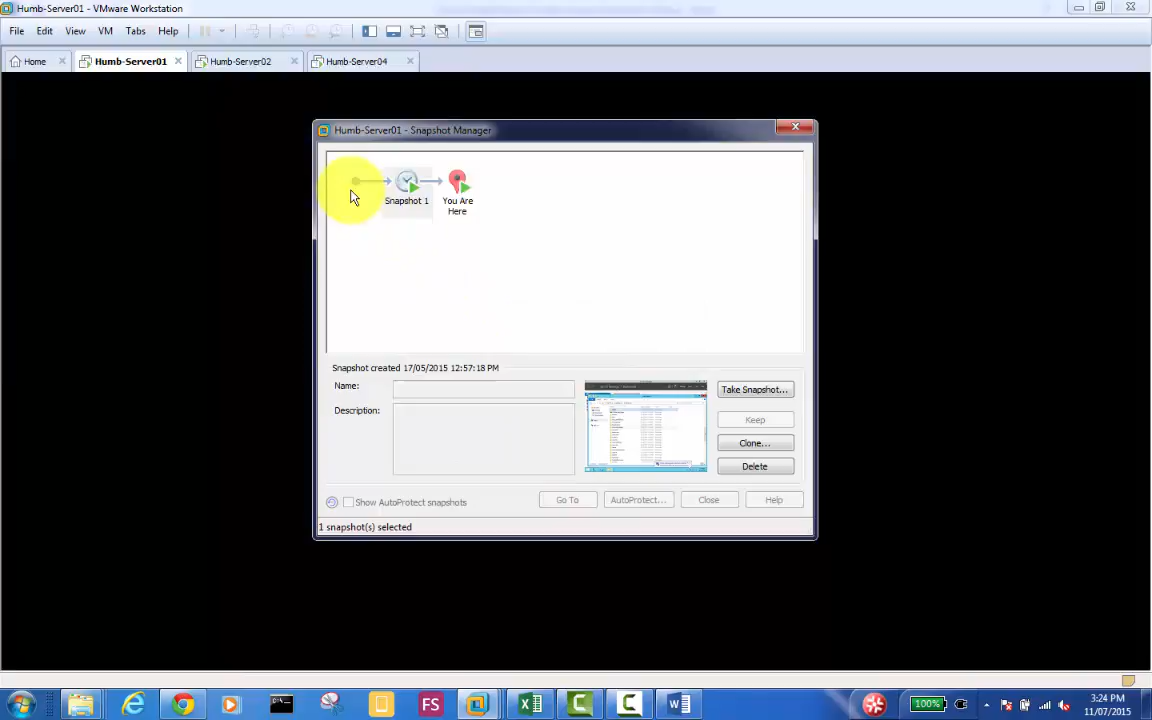 Humb-Server01 - VMware Workstation
File Edit View VM Tabs Help
Home Humb-Server01 Humb-Server02 Humb-Server04
Humb-Server01 - Snapshot Manager
Snapshot 1 You Are
Here
Snapshot created 17/05/2015 12:57:18 PM
Name:
Take Snapshot...
Description:
Keep
Clone...
Delete
Show AutoProtect snapshots Go To AutoProtect... Close Help
1 snapshot(s) selected
FS 100% 3:24 PM
11/07/2015